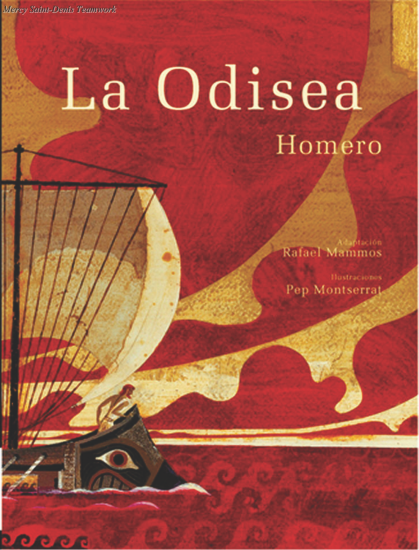 Mercy Saint-Denis Teamwork
La Odisea
Homero
Adaptación
Rafael Mammos
Ilustraciones
Pep Montserrat